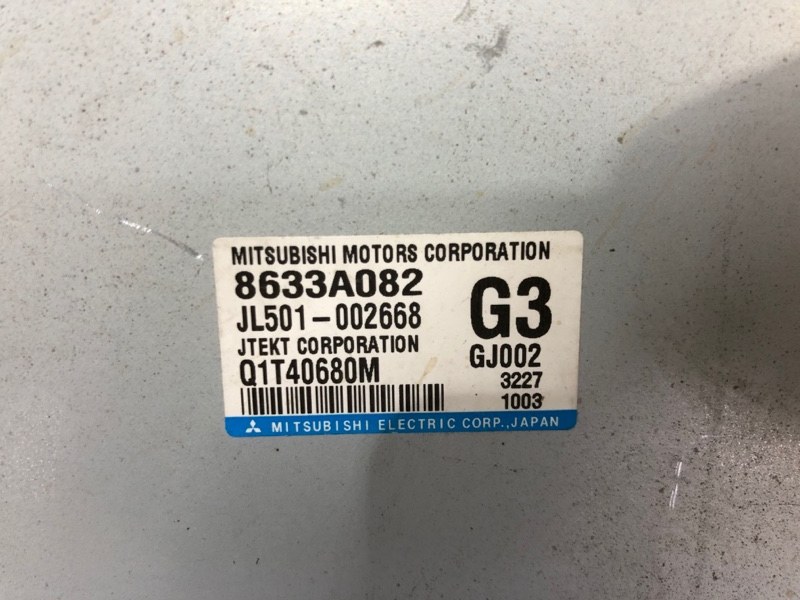 MITSUBISHI MOTORS CORPORATION
8633A082
JL501-002668
G3
JTEKT CORPORATION
GJ002
Q1T40680M
3227
1003
MITSUBISHI ELECTRIC CORP.,JAPAN